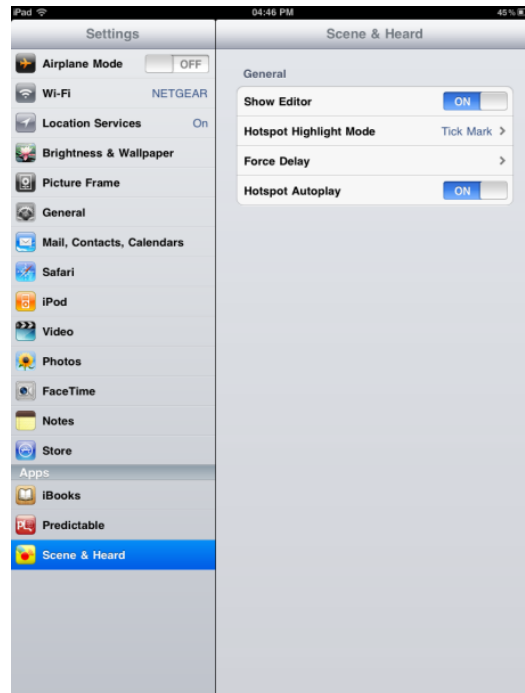 iPad 04:46 PM 45%
Settings
Airplane Mode OFF
Wi-Fi NETGEAR
Location Services On
Brightness & Wallpaper
Picture Frame
General
Mail, Contacts, Calendars
Safari
iPod
Video
Photos
FaceTime
Notes
Store
Apps
iBooks
Predictable
Scene & Heard
Scene & Heard
General
Show Editor ON
Hotspot Highlight Mode Tick Mark >
Force Delay >
Hotspot Autoplay ON